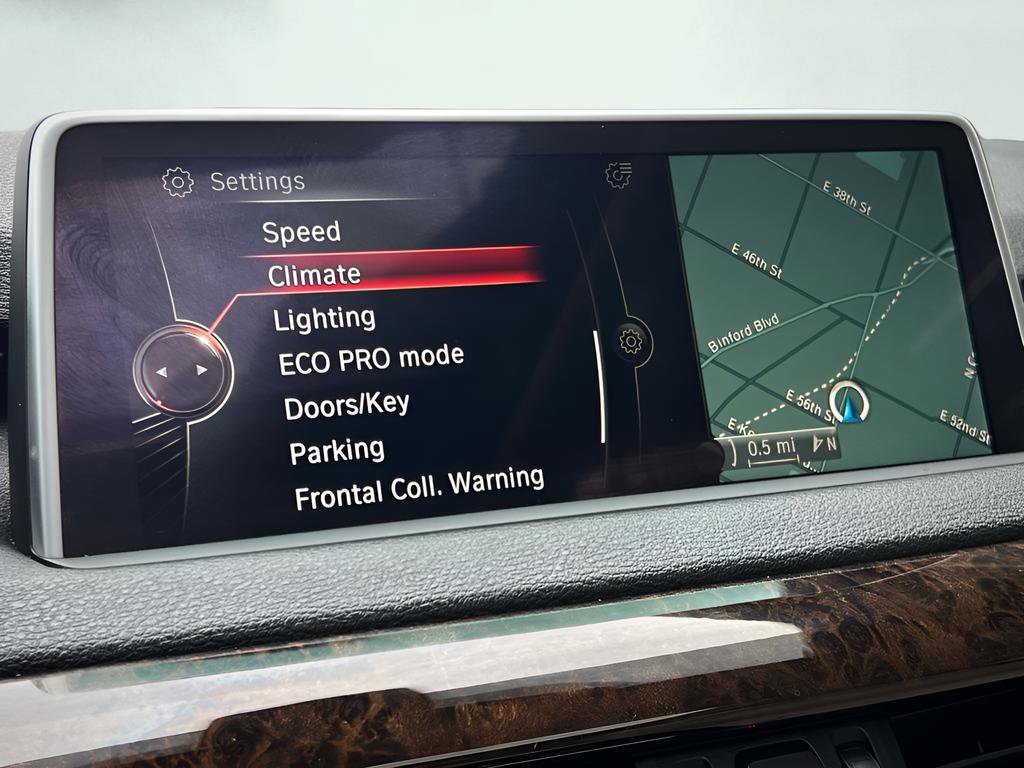 Settings
Speed
Climate
Lighting
ECO PRO mode
Doors/Key
Parking
Frontal Coll. Warning
E 38th St
E 46th St
Binford Blvd
E 56th St
E 52nd St
0.5 mi
N